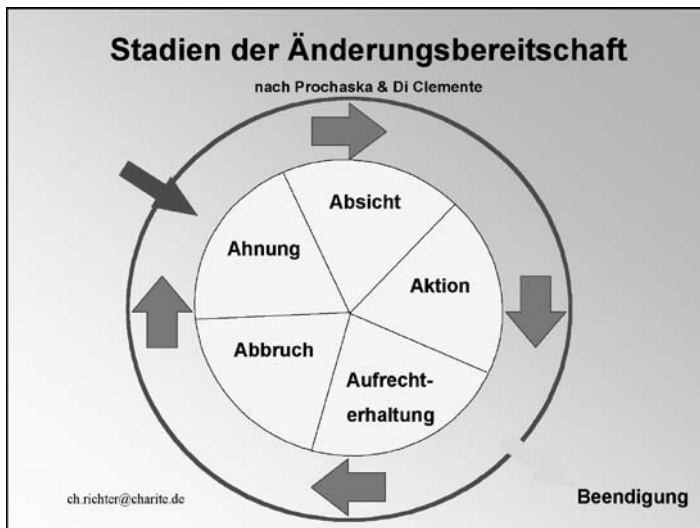 Stadien der Änderungsbereitschaft
nach Prochaska & Di Clemente
Absicht
Ahnung
Aktion
Abbruch
Aufrecht-
erhaltung
ch.richter@charite.de
Beendigung